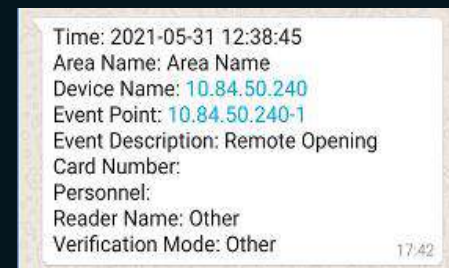 Time: 2021-05-31 12:38:45
Area Name: Area Name
Device Name: 10.84.50.240
Event Point: 10.84.50.240-1
Event Description: Remote Opening
Card Number:
Personnel:
Reader Name: Other
Verification Mode: Other
17:42